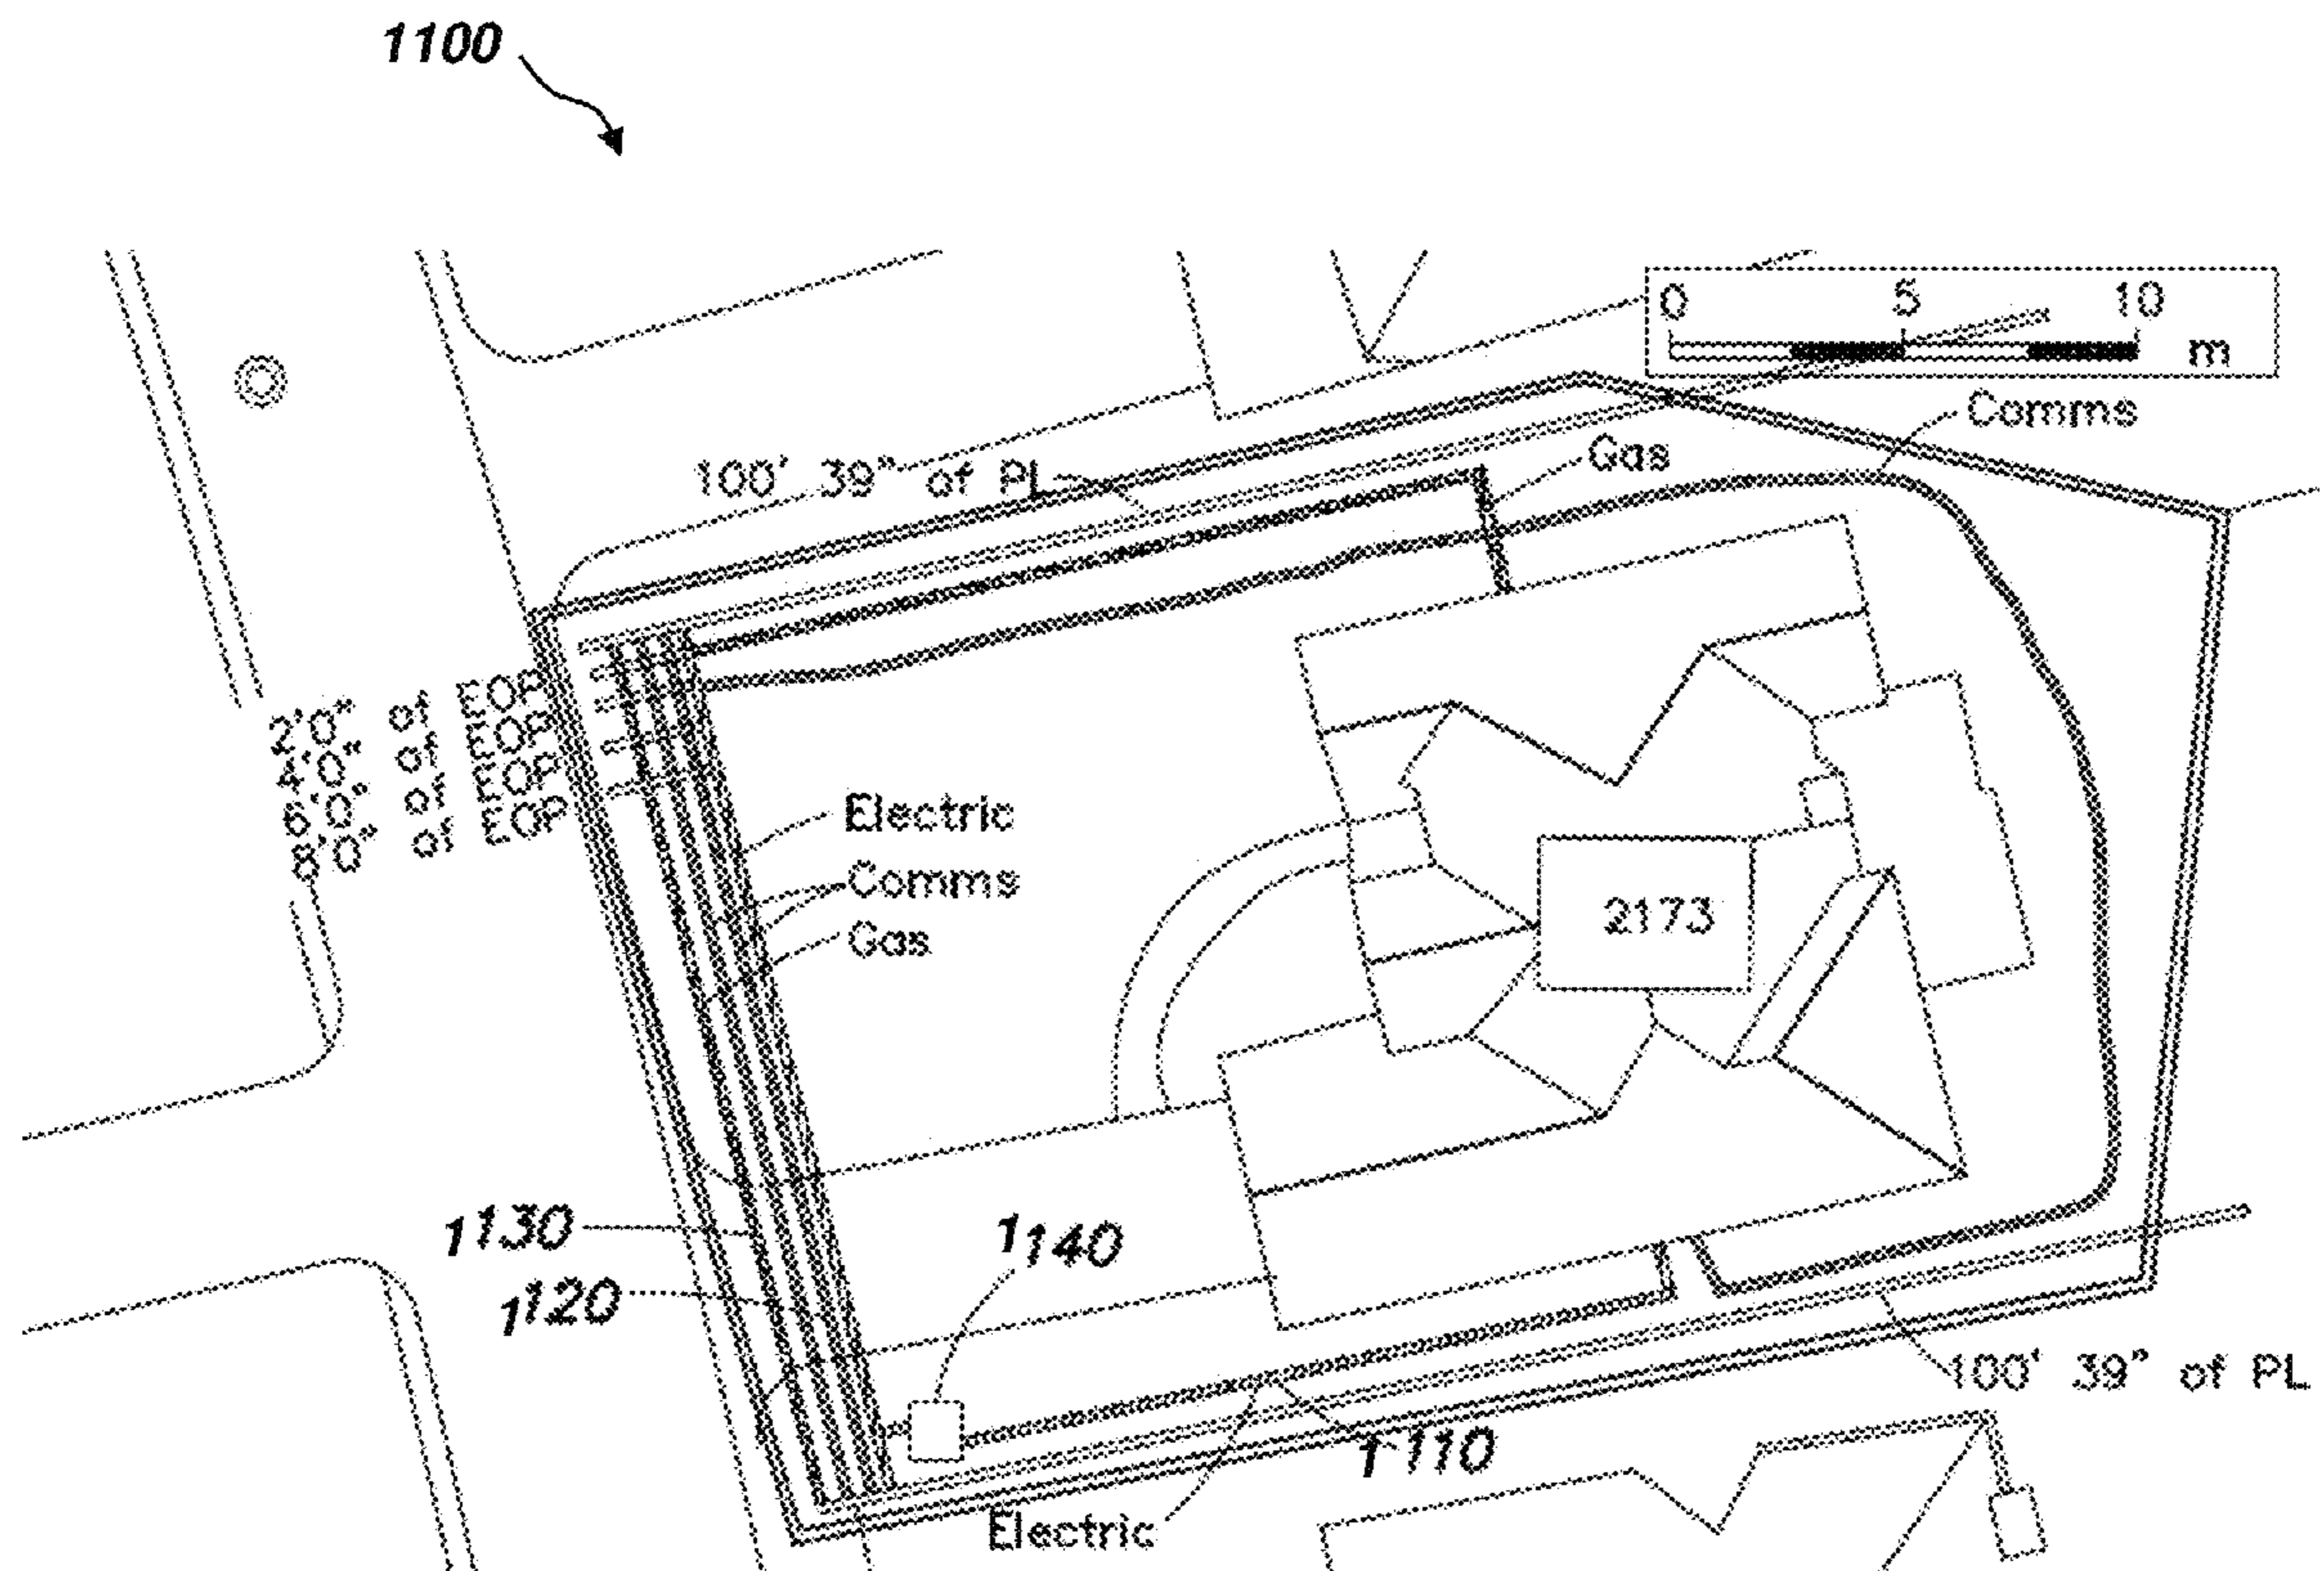 1100
0 5 10
m
Comms
Gas
100' 39" of PL
2'0" of EOP
4'0" of EOP
6'0" of EOP
8'0" of EOP
Electric
Comms
Gas
2173
1130
1140
1120
100' 39" of PL
1110
Electric